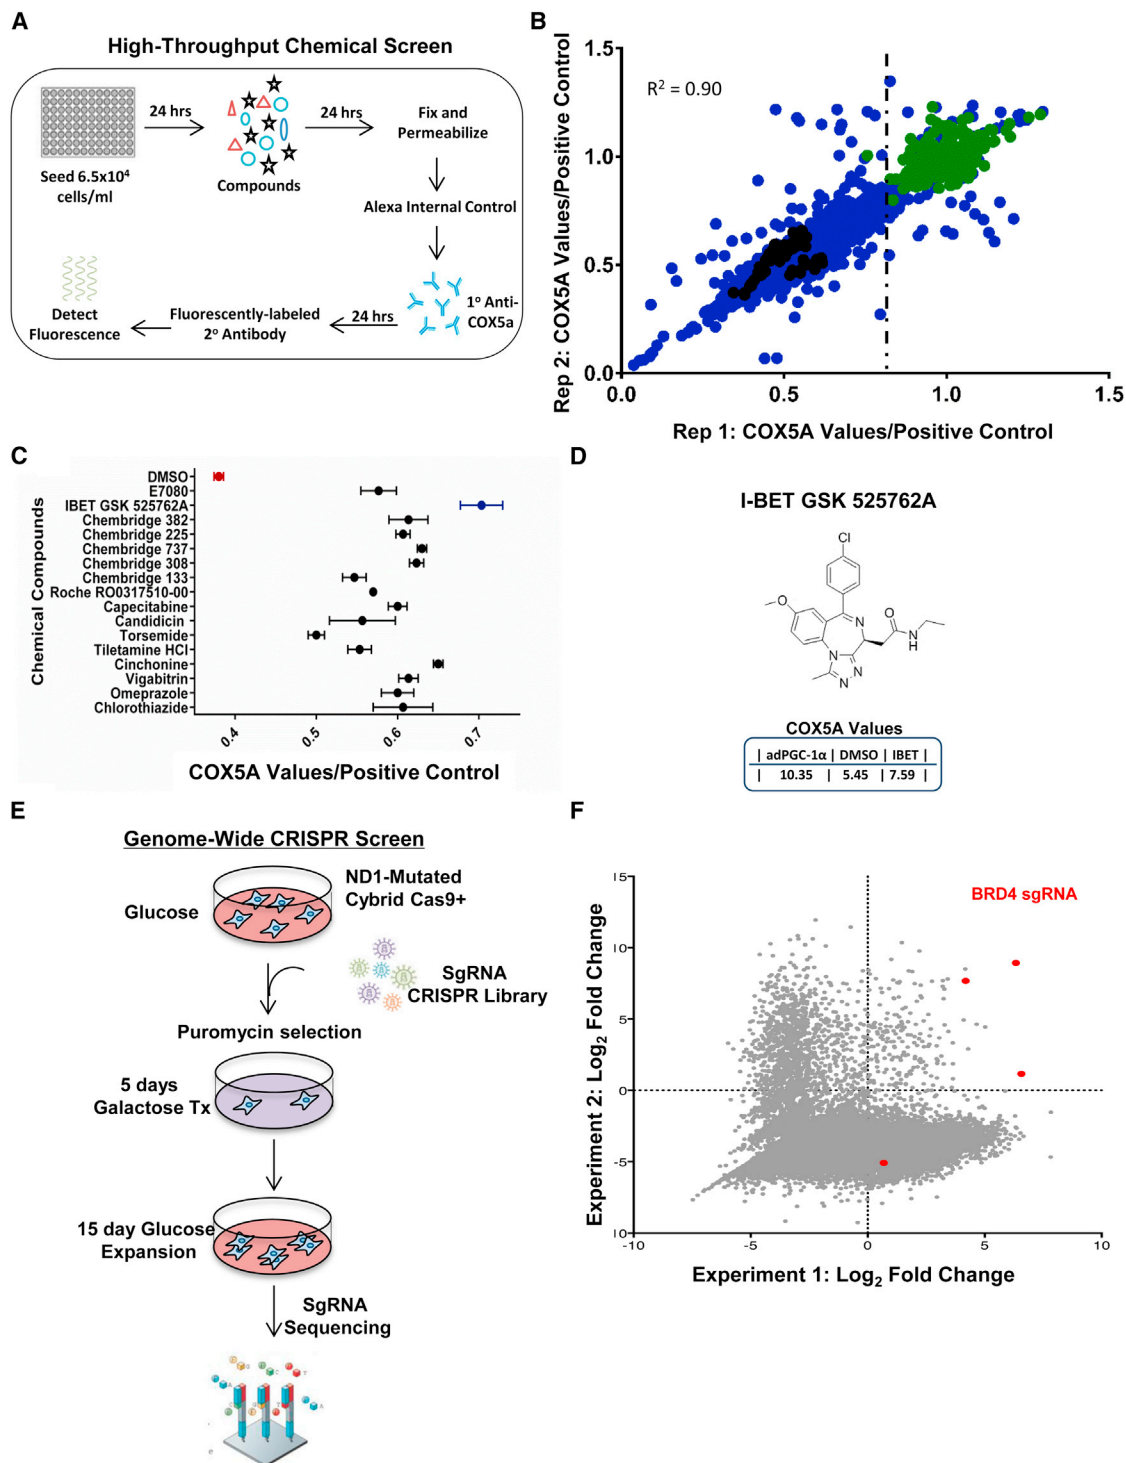 A
High-Throughput Chemical Screen
24 hrs
24 hrs
Fix and
Permeabilize
Seed 6.5x10⁴
cells/ml
Compounds
Alexa Internal Control
1º Anti-
COX5a
24 hrs
Fluorescently-labeled
2º Antibody
Detect
Fluorescence
B
Rep 2: COX5A Values/Positive Control
1.5
1.0
0.5
0.0
R² = 0.90
0.0
0.5
1.0
1.5
Rep 1: COX5A Values/Positive Control
C
Chemical Compounds
DMSO
E7080
IBET GSK 525762A
Chembridge 382
Chembridge 225
Chembridge 737
Chembridge 308
Chembridge 133
Roche RO0317510-00
Capecitabine
Candidicin
Torsemide
Tiletamine HCl
Cinchonine
Vigabitrin
Omeprazole
Chlorothiazide
0.4
0.5
0.6
0.7
COX5A Values/Positive Control
D
I-BET GSK 525762A
Cl
O
N
O
N
H
N
N
N
COX5A Values
| adPGC-1α | DMSO | IBET |
| 10.35 | 5.45 | 7.59 |
E
Genome-Wide CRISPR Screen
ND1-Mutated
Cybrid Cas9+
Glucose
SgRNA
CRISPR Library
Puromycin selection
5 days
Galactose Tx
15 day Glucose
Expansion
SgRNA
Sequencing
F
Experiment 2: Log₂ Fold Change
15
10
5
0
-5
10
BRD4 sgRNA
-10
-5
0
5
10
Experiment 1: Log₂ Fold Change